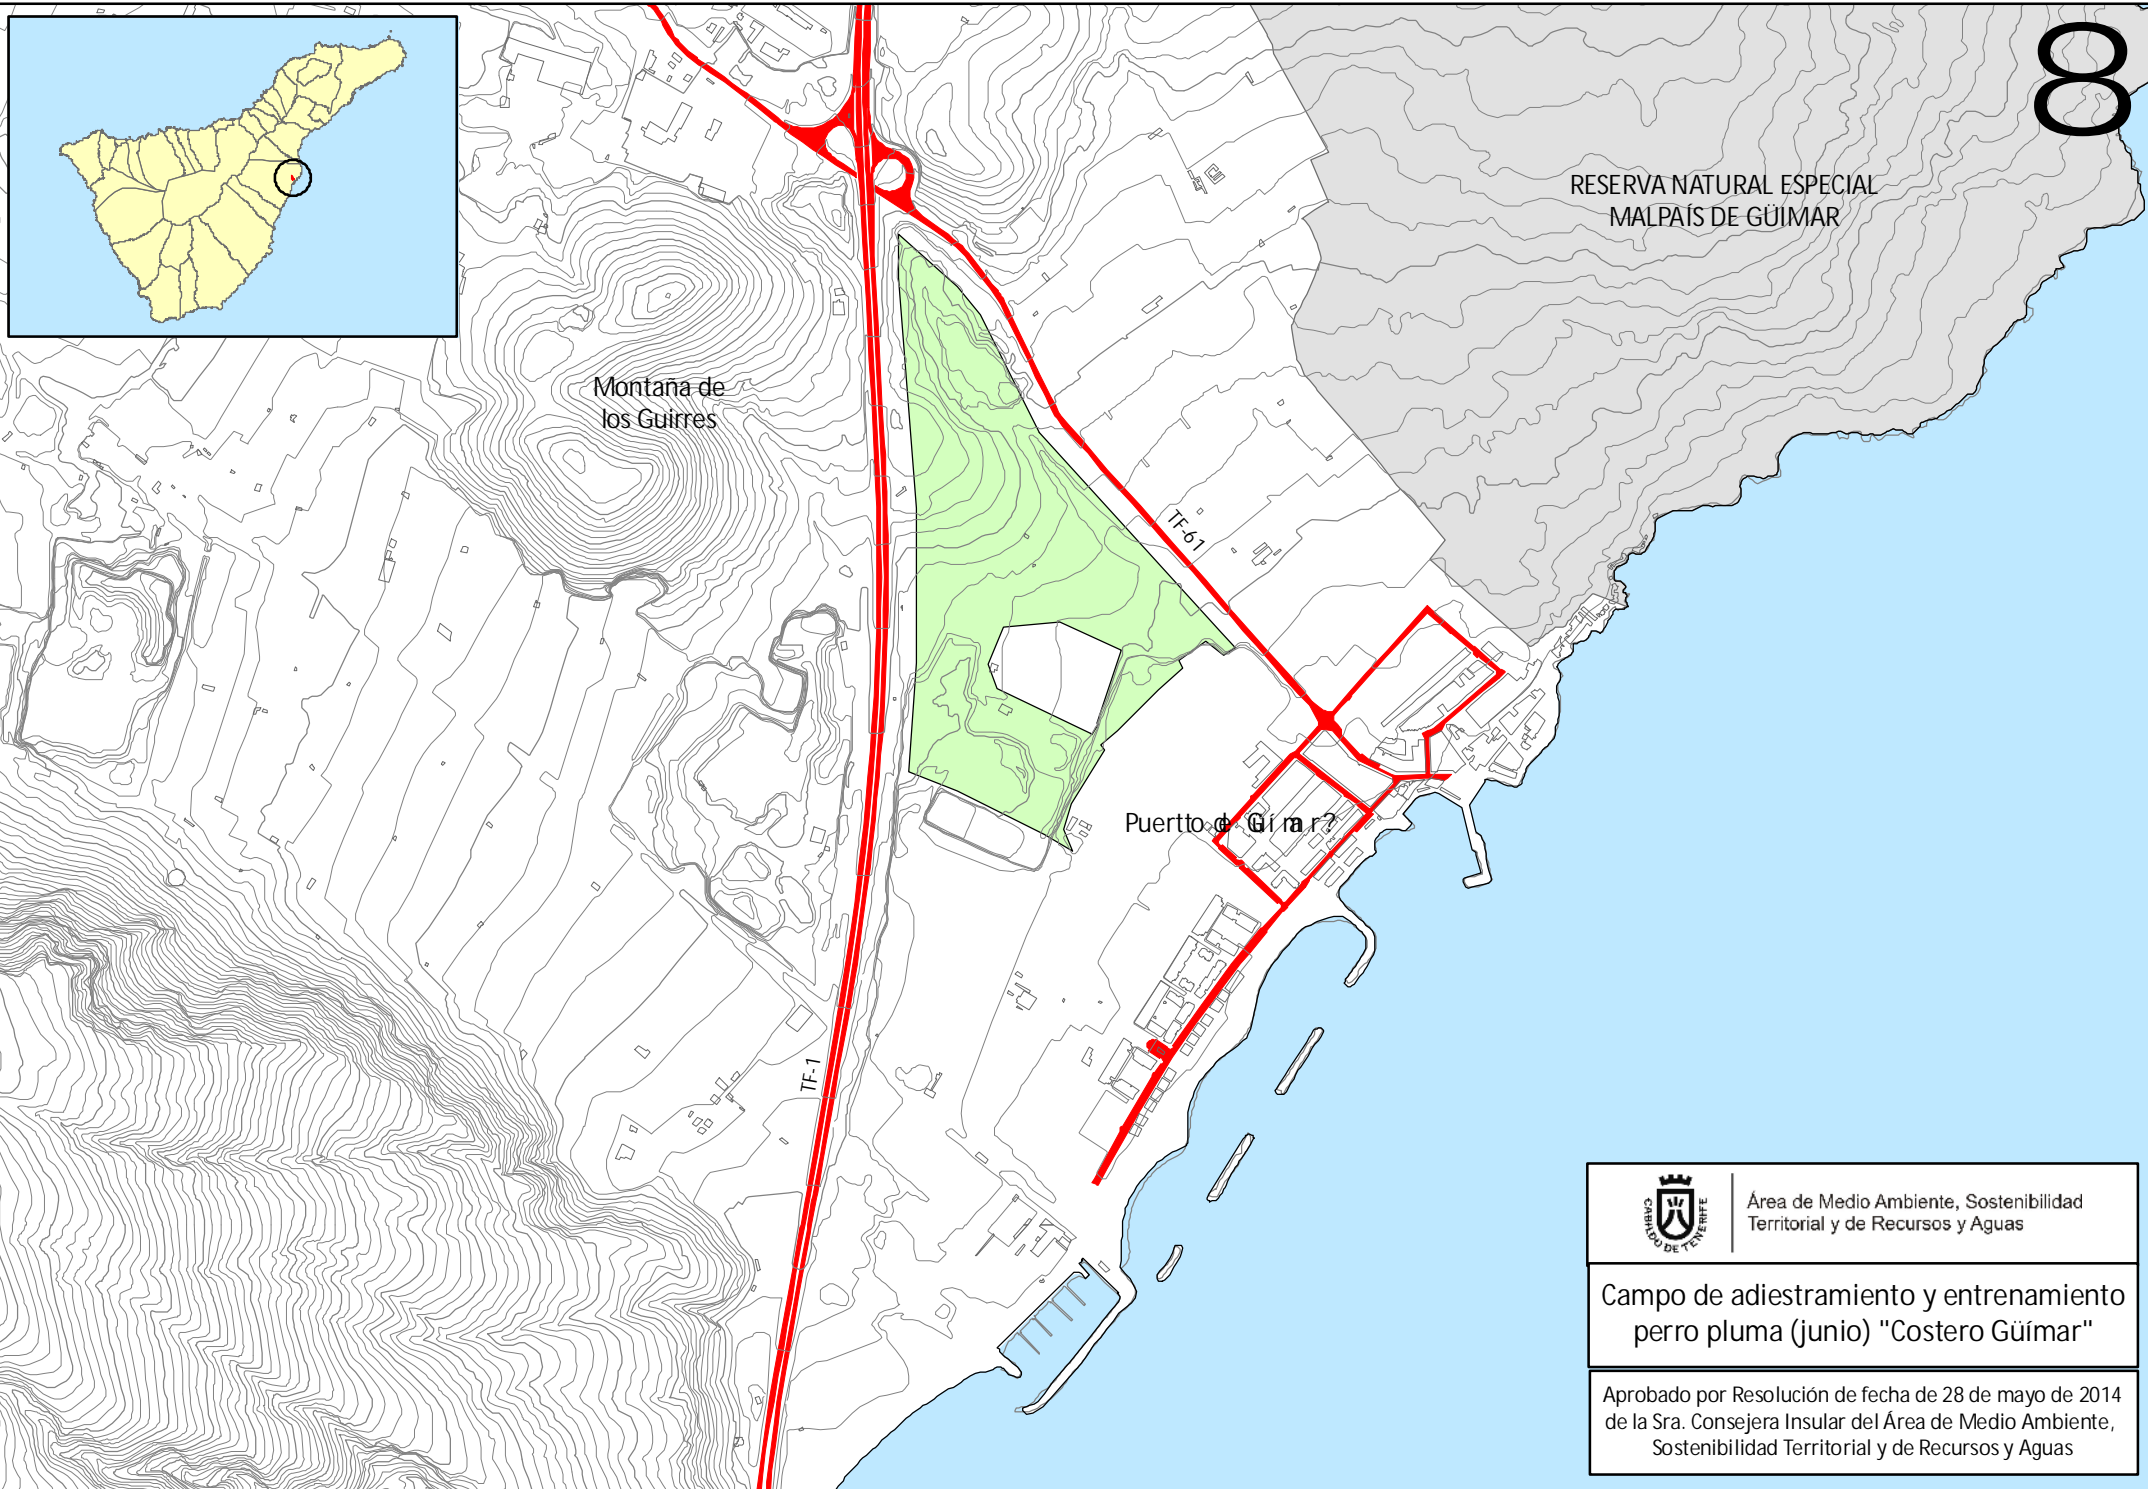 8
RESERVA NATURAL ESPECIAL
MALPAÍS DE GÜIMAR
Montaña de
los Guirres
TF-61
TF-1
CABILDO DE TENERIFE
Área de Medio Ambiente, Sostenibilidad
Territorial y de Recursos y Aguas
Campo de adiestramiento y entrenamiento
perro pluma (junio) "Costero Güímar"
Aprobado por Resolución de fecha de 28 de mayo de 2014
de la Sra. Consejera Insular del Área de Medio Ambiente,
Sostenibilidad Territorial y de Recursos y Aguas